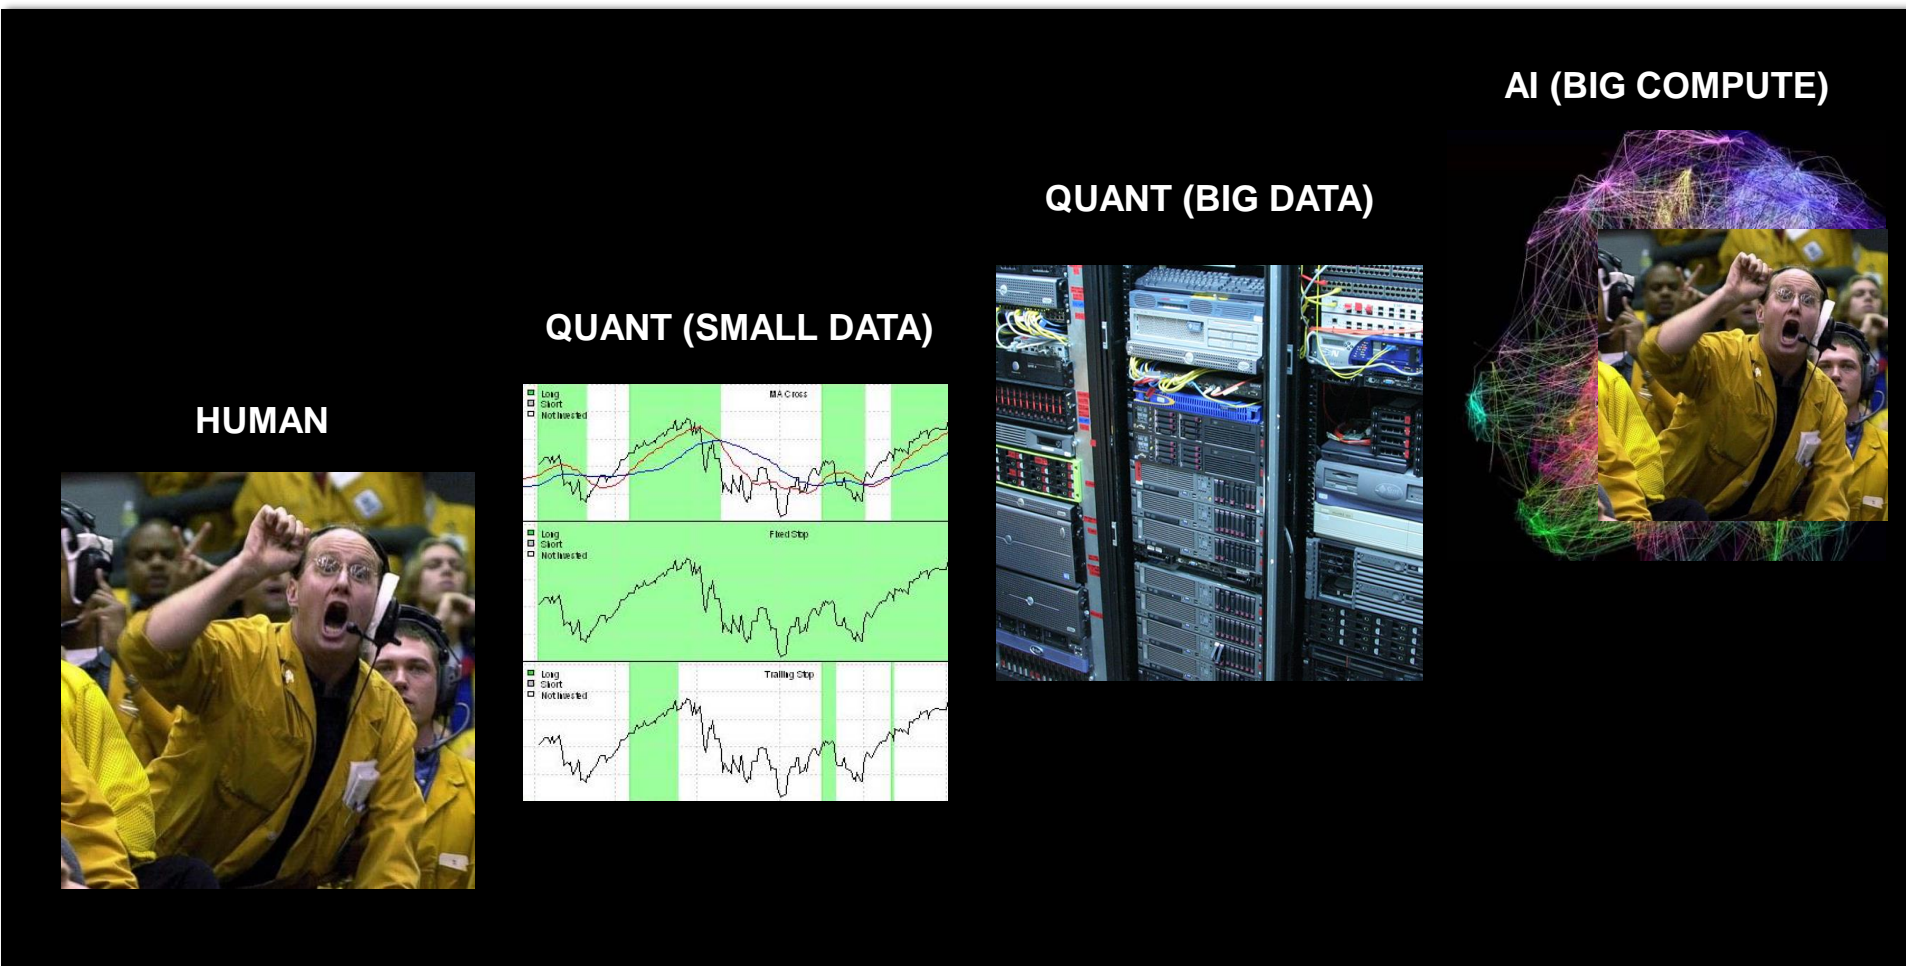 HUMAN
QUANT (SMALL DATA)
Long
Short
Not Invested
MA Cross
Long
Short
Not Invested
Fixed Stop
Long
Short
Not Invested
Trailing Stop
QUANT (BIG DATA)
AI (BIG COMPUTE)